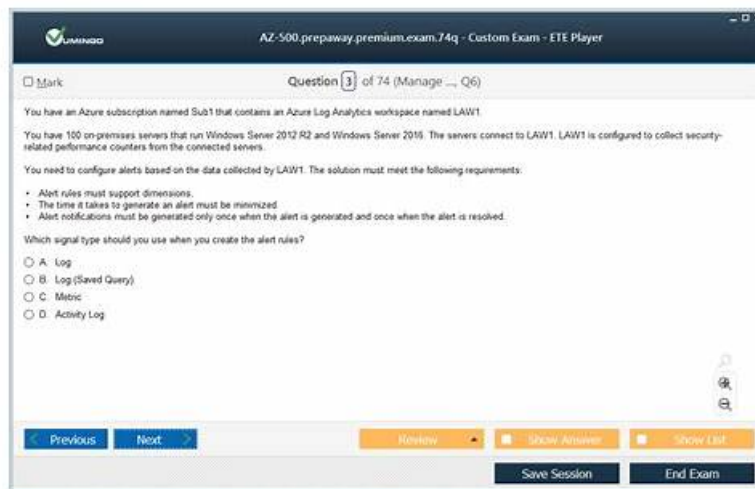 VUMINGO
AZ-500.prepaway.premium.exam.74q - Custom Exam - ETE Player
Mark
Question 3 of 74 (Manage ..., Q6)
You have an Azure subscription named Sub1 that contains an Azure Log Analytics workspace named LAW1.
You have 100 on-premises servers that run Windows Server 2012 R2 and Windows Server 2016. The servers connect to LAW1. LAW1 is configured to collect security-
related performance counters from the connected servers.
You need to configure alerts based on the data collected by LAW1. The solution must meet the following requirements:
• Alert rules must support dimensions.
• The time it takes to generate an alert must be minimized.
• Alert notifications must be generated only once when the alert is generated and once when the alert is resolved.
Which signal type should you use when you create the alert rules?
A. Log
B. Log (Saved Query)
C. Metric
D. Activity Log
Previous Next Review Show Answer Show List
Save Session End Exam